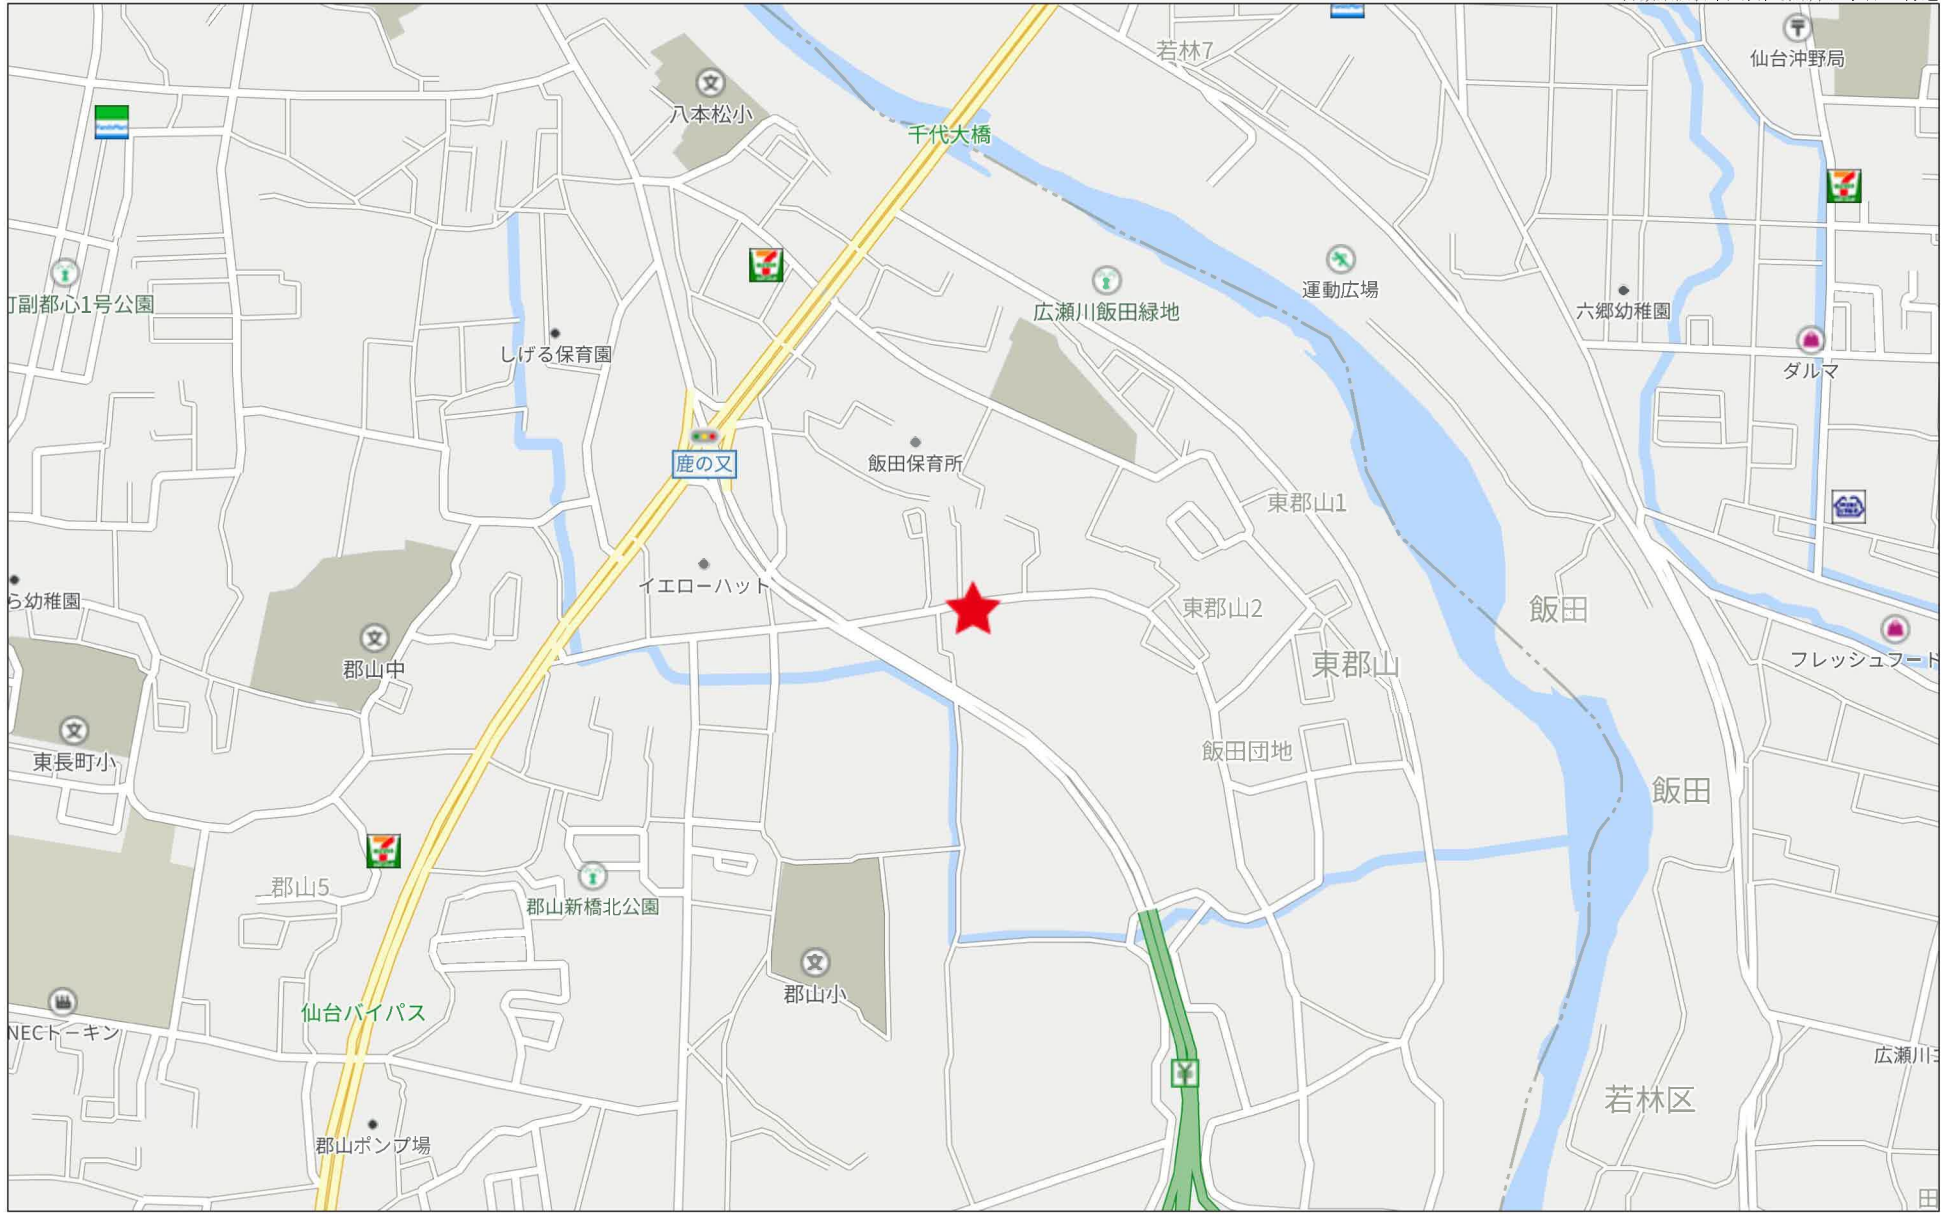 若林7
仙台沖野局
八本松小
千代大橋
FamilyMart
町副都心1号公園
広瀬川飯田緑地
運動広場
六郷幼稚園
しげる保育園
ダルマ
鹿の又
飯田保育所
東郡山1
イエローハット
ら幼稚園
東郡山2
飯田
郡山中
東郡山
フレッシュフード
東長町小
飯田団地
飯田
郡山5
郡山新橋北公園
郡山小
仙台バイパス
NECトーキン
広瀬川
若林区
郡山ポンプ場
田